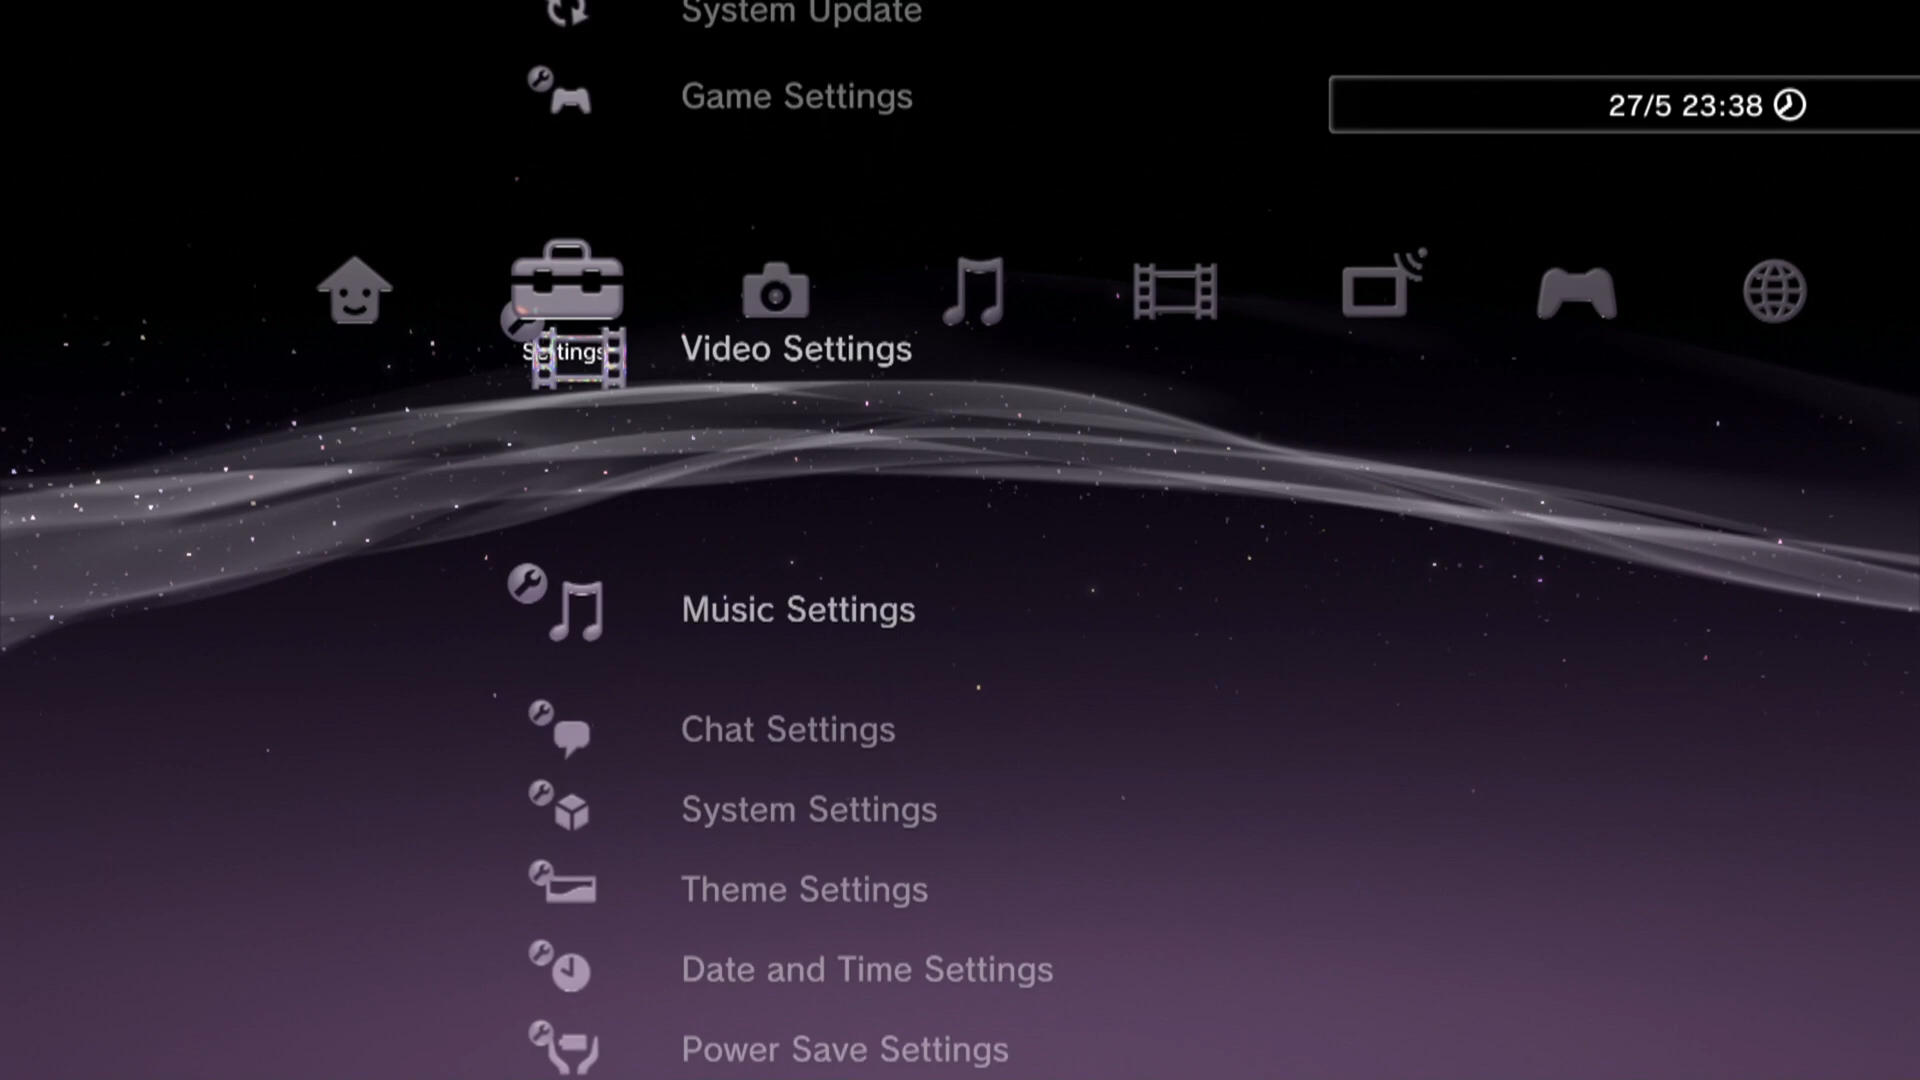 System Update
Game Settings
27/5 23:38
Settings
Video Settings
Music Settings
Chat Settings
System Settings
Theme Settings
Date and Time Settings
Power Save Settings